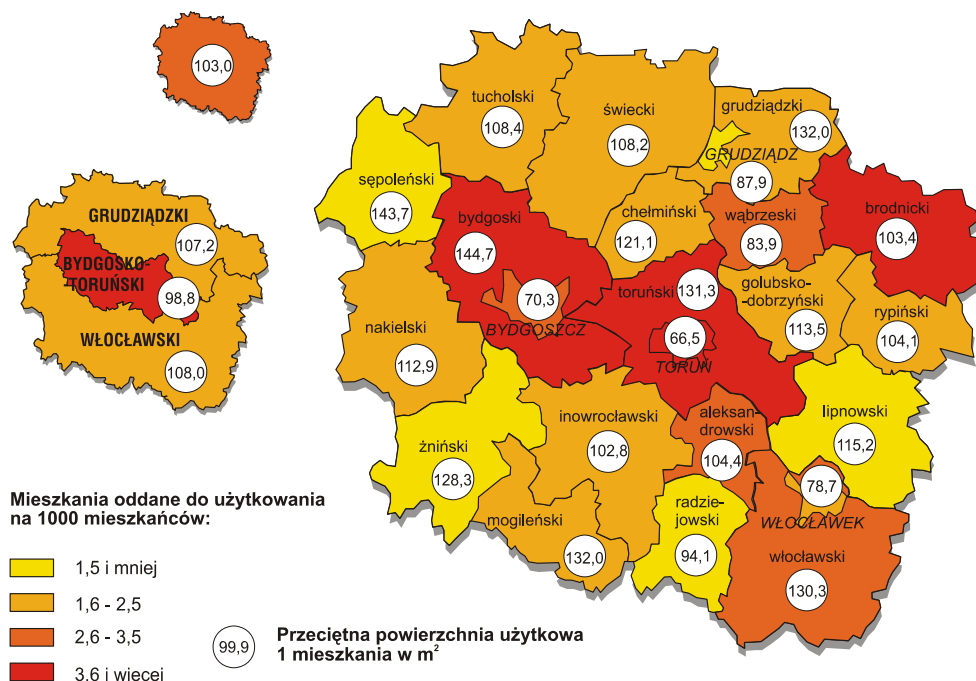 103,0
GRUDZIĄDZKI
107,2
BYDGOSKO-
TORUŃSKI
98,8
WŁOCŁAWSKI
108,0
tucholski
108,4
świecki
108,2
grudziądzki
132,0
GRUDZIĄDZ
87,9
sępoleński
143,7
bydgoski
144,7
chełmiński
121,1
wąbrzeski
83,9
brodnicki
103,4
70,3
BYDGOSZCZ
toruński
131,3
66,5
TORUŃ
golubsko-
-dobrzyński
113,5
rypiński
104,1
nakielski
112,9
żniński
128,3
inowrocławski
102,8
aleksan-
drowski
104,4
lipnowski
115,2
78,7
WŁOCŁAWEK
mogileński
132,0
radzie-
jowski
94,1
włocławski
130,3
Mieszkania oddane do użytkowania
na 1000 mieszkańców:
1,5 i mniej
1,6 - 2,5
2,6 - 3,5
3,6 i więcej
99,9
Przeciętna powierzchnia użytkowa
1 mieszkania w m²